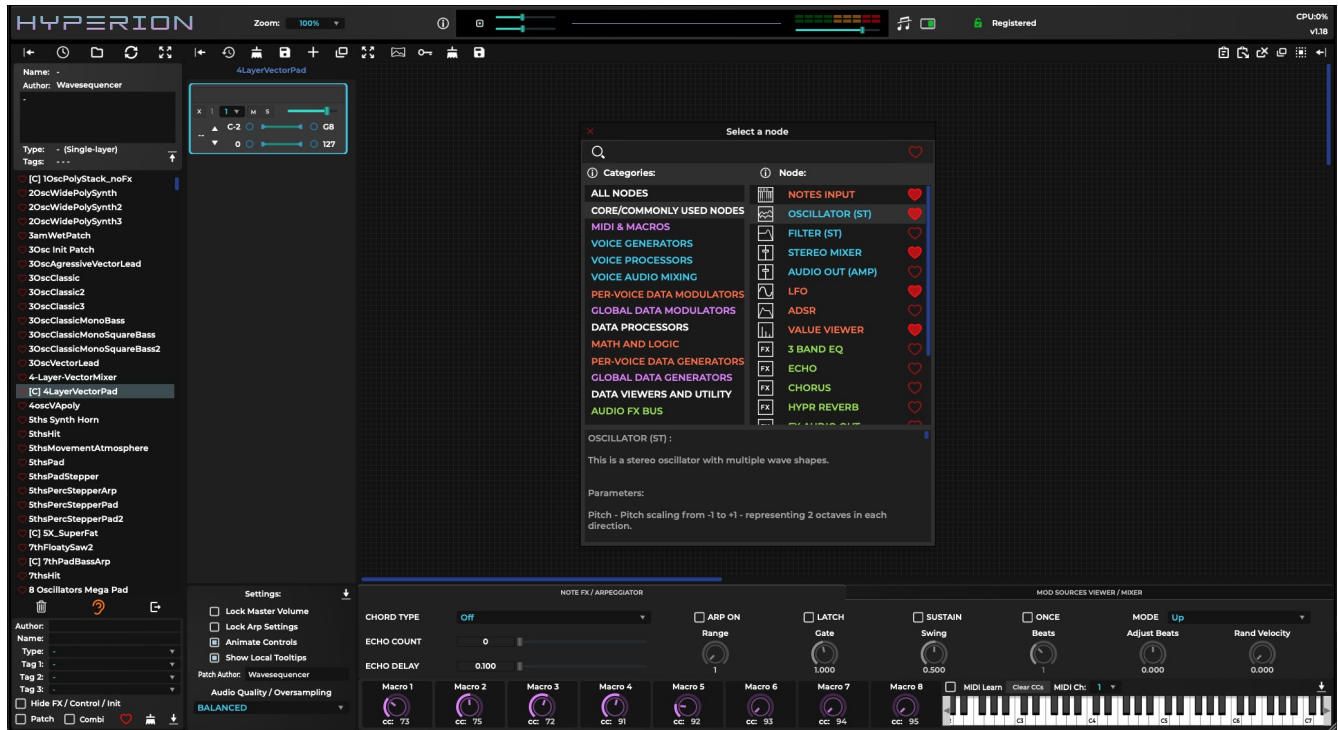 HYPERION
Zoom: 100%
Registered
CPU:0%
v1.18
Name: -
Author: Wavesequencer
-
Type: - (Single-layer)
Tags: ---
[C] 1OscPolyStack_noFx
2OscWidePolySynth
2OscWidePolySynth2
2OscWidePolySynth3
3amWetPatch
3Osc Init Patch
3OscAgressiveVectorLead
3OscClassic
3OscClassic2
3OscClassic3
3OscClassicMonoBass
3OscClassicMonoSquareBass
3OscClassicMonoSquareBass2
3OscVectorLead
4-Layer-VectorMixer
[C] 4LayerVectorPad
4oscVApoly
5ths Synth Horn
5thsHit
5thsMovementAtmosphere
5thsPad
5thsPadStepper
5thsPercStepperArp
5thsPercStepperPad
5thsPercStepperPad2
[C] 5X_SuperFat
7thFloatySaw2
[C] 7thPadBassArp
7thsHit
8 Oscillators Mega Pad
Author:
Name:
Type: -
Tag 1: -
Tag 2: -
Tag 3: -
Hide FX / Control / Init
Patch Combi
4LayerVectorPad
X 1 1 M S
-- C-2 G8
0 127
Settings:
Lock Master Volume
Lock Arp Settings
Animate Controls
Show Local Tooltips
Patch Author: Wavesequencer
Audio Quality / Oversampling
BALANCED
Select a node
Categories:
ALL NODES
CORE/COMMONLY USED NODES
MIDI & MACROS
VOICE GENERATORS
VOICE PROCESSORS
VOICE AUDIO MIXING
PER-VOICE DATA MODULATORS
GLOBAL DATA MODULATORS
DATA PROCESSORS
MATH AND LOGIC
PER-VOICE DATA GENERATORS
GLOBAL DATA GENERATORS
DATA VIEWERS AND UTILITY
AUDIO FX BUS
Node:
NOTES INPUT
OSCILLATOR (ST)
FILTER (ST)
STEREO MIXER
AUDIO OUT (AMP)
LFO
ADSR
VALUE VIEWER
FX 3 BAND EQ
FX ECHO
FX CHORUS
FX HYPR REVERB
OSCILLATOR (ST) :
This is a stereo oscillator with multiple wave shapes.
Parameters:
Pitch - Pitch scaling from -1 to +1 - representing 2 octaves in each
direction.
NOTE FX / ARPEGGIATOR
MOD SOURCES VIEWER / MIXER
CHORD TYPE Off
ECHO COUNT 0
ECHO DELAY 0.100
ARP ON LATCH SUSTAIN ONCE MODE Up
Range Gate Swing Beats Adjust Beats Rand Velocity
1 1.000 0.500 1 0.000 0.000
Macro 1 Macro 2 Macro 3 Macro 4 Macro 5 Macro 6 Macro 7 Macro 8
cc: 73 cc: 75 cc: 72 cc: 91 cc: 92 cc: 93 cc: 94 cc: 95
MIDI Learn Clear CCs MIDI Ch: 1
C3 C4 C5 C6 C7